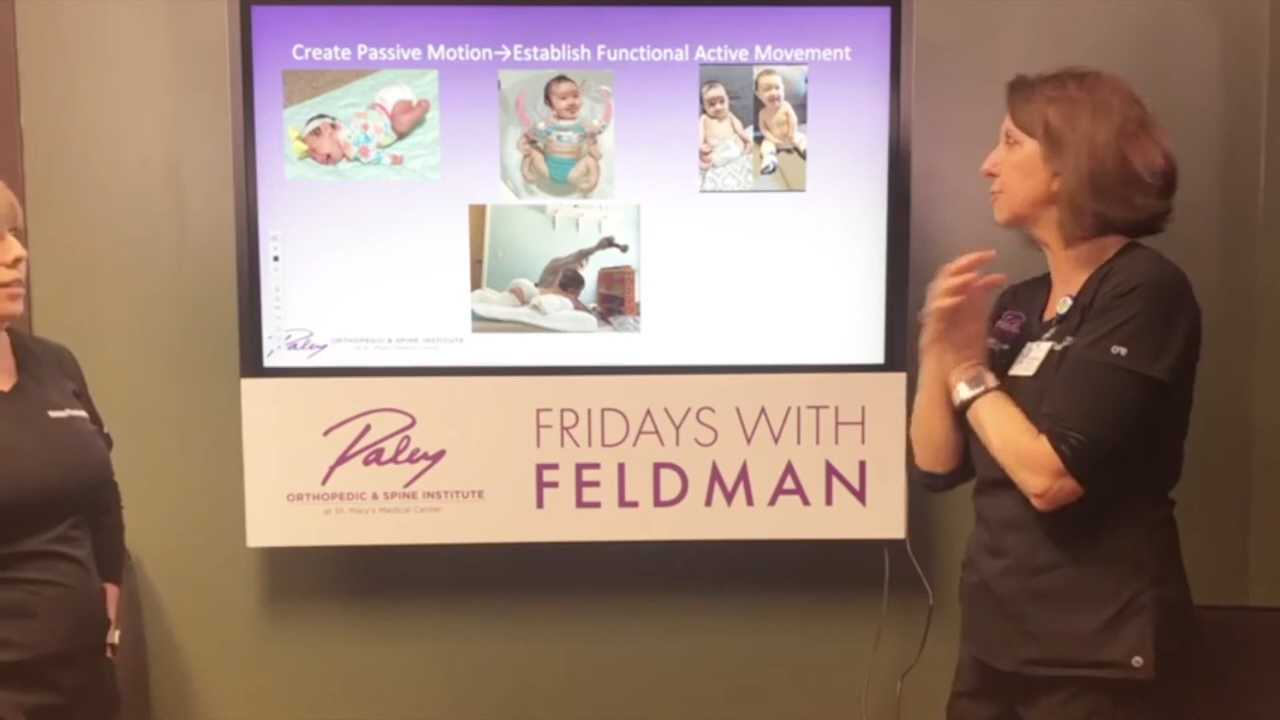 Create Passive Motion→Establish Functional Active Movement
Paley
ORTHOPEDIC & SPINE INSTITUTE
Paley
ORTHOPEDIC & SPINE INSTITUTE
at St. Mary's Medical Center
FRIDAYS WITH
FELDMAN